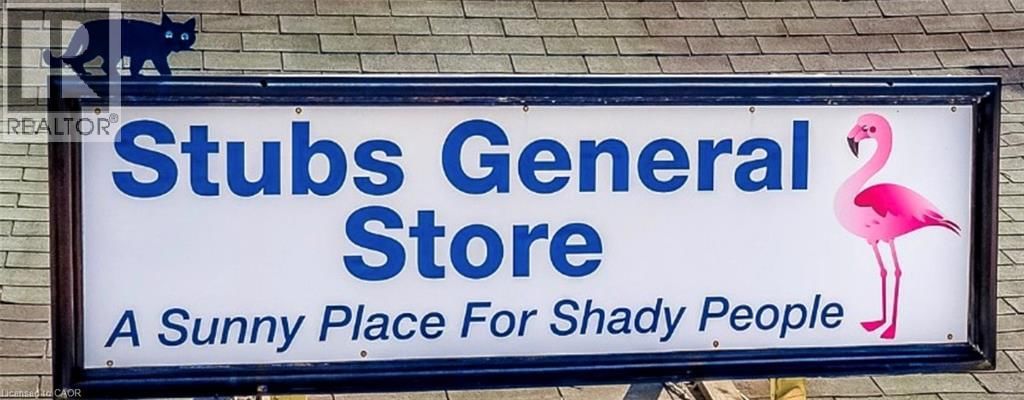 REALTOR®
Stubs General
Store
A Sunny Place For Shady People
Licensed to CAOR